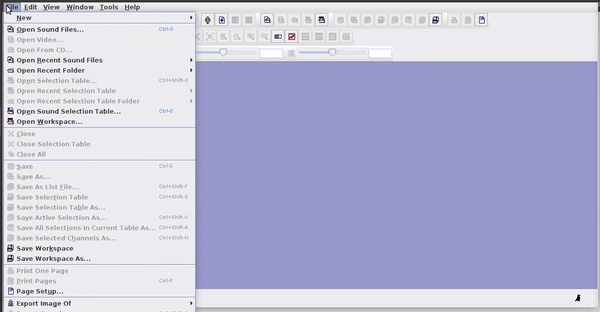 File Edit View Window Tools Help
New
Open Sound Files... Ctrl-O
Open Video...
Open From CD...
Open Recent Sound Files
Open Recent Folder
Open Selection Table... Ctrl+Shift-O
Open Recent Selection Table
Open Recent Selection Table Folder
Open Sound Selection Table...
Open Workspace...
Close
Close Selection Table
Close All
Save Ctrl-S
Save As...
Save As List File... Ctrl+Shift-F
Save Selection Table Ctrl+Shift-S
Save Selection Table As...
Save Active Selection As... Ctrl+Shift-V
Save All Selections In Current Table As... Ctrl+Shift-A
Save Selected Channels As... Ctrl+Shift-H
Save Workspace
Save Workspace As...
Print One Page
Print Pages Ctrl-P
Page Setup...
Export Image Of